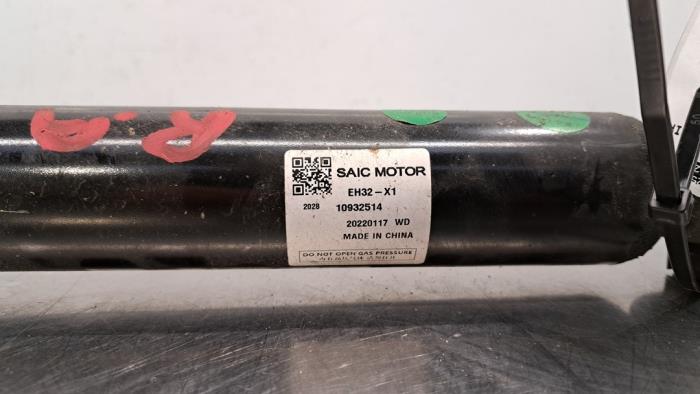 SAIC MOTOR
EH32-X1
2028 10932514
20220117 WD
MADE IN CHINA
DO NOT OPEN GAS PRESSURE